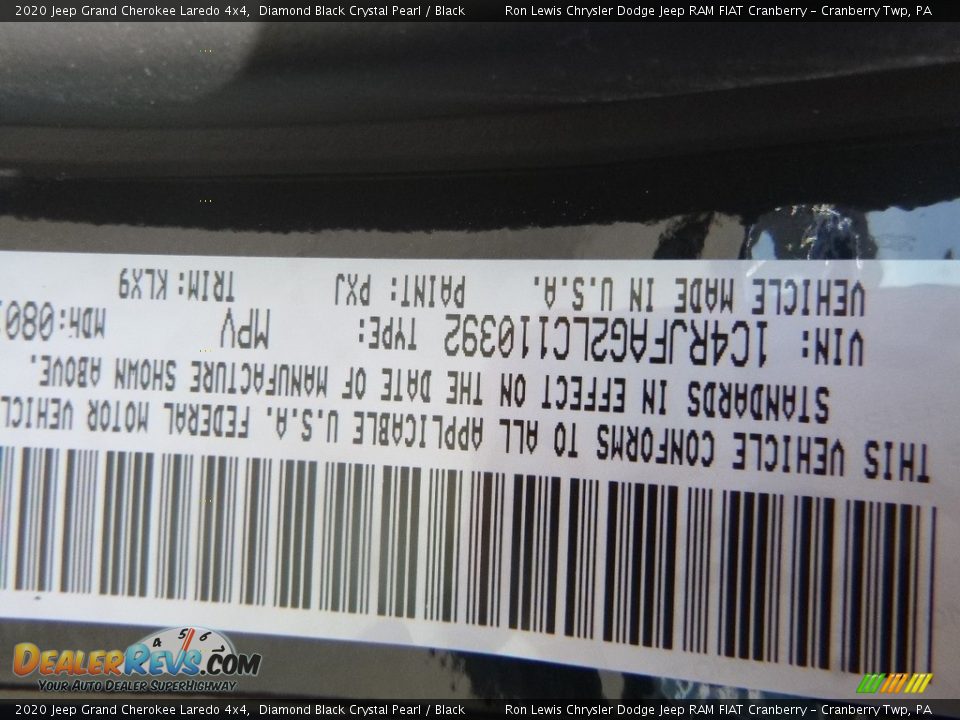 2020 Jeep Grand Cherokee Laredo 4x4, Diamond Black Crystal Pearl / Black Ron Lewis Chrysler Dodge Jeep RAM FIAT Cranberry - Cranberry Twp, PA
THIS VEHICLE CONFORMS TO ALL APPLICABLE U.S.A. FEDERAL MOTOR VEHICL
STANDARDS IN EFFECT ON THE DATE OF MANUFACTURE SHOWN ABOVE.
VIN: 1C4RJFAG2LC110392 TYPE: MPV MDH:080
VEHICLE MADE IN U.S.A. PAINT: PXJ TRIM: KLX9
4 5 6
DEALERREVS.COM
YOUR AUTO DEALER SUPERHIGHWAY
2020 Jeep Grand Cherokee Laredo 4x4, Diamond Black Crystal Pearl / Black Ron Lewis Chrysler Dodge Jeep RAM FIAT Cranberry - Cranberry Twp, PA